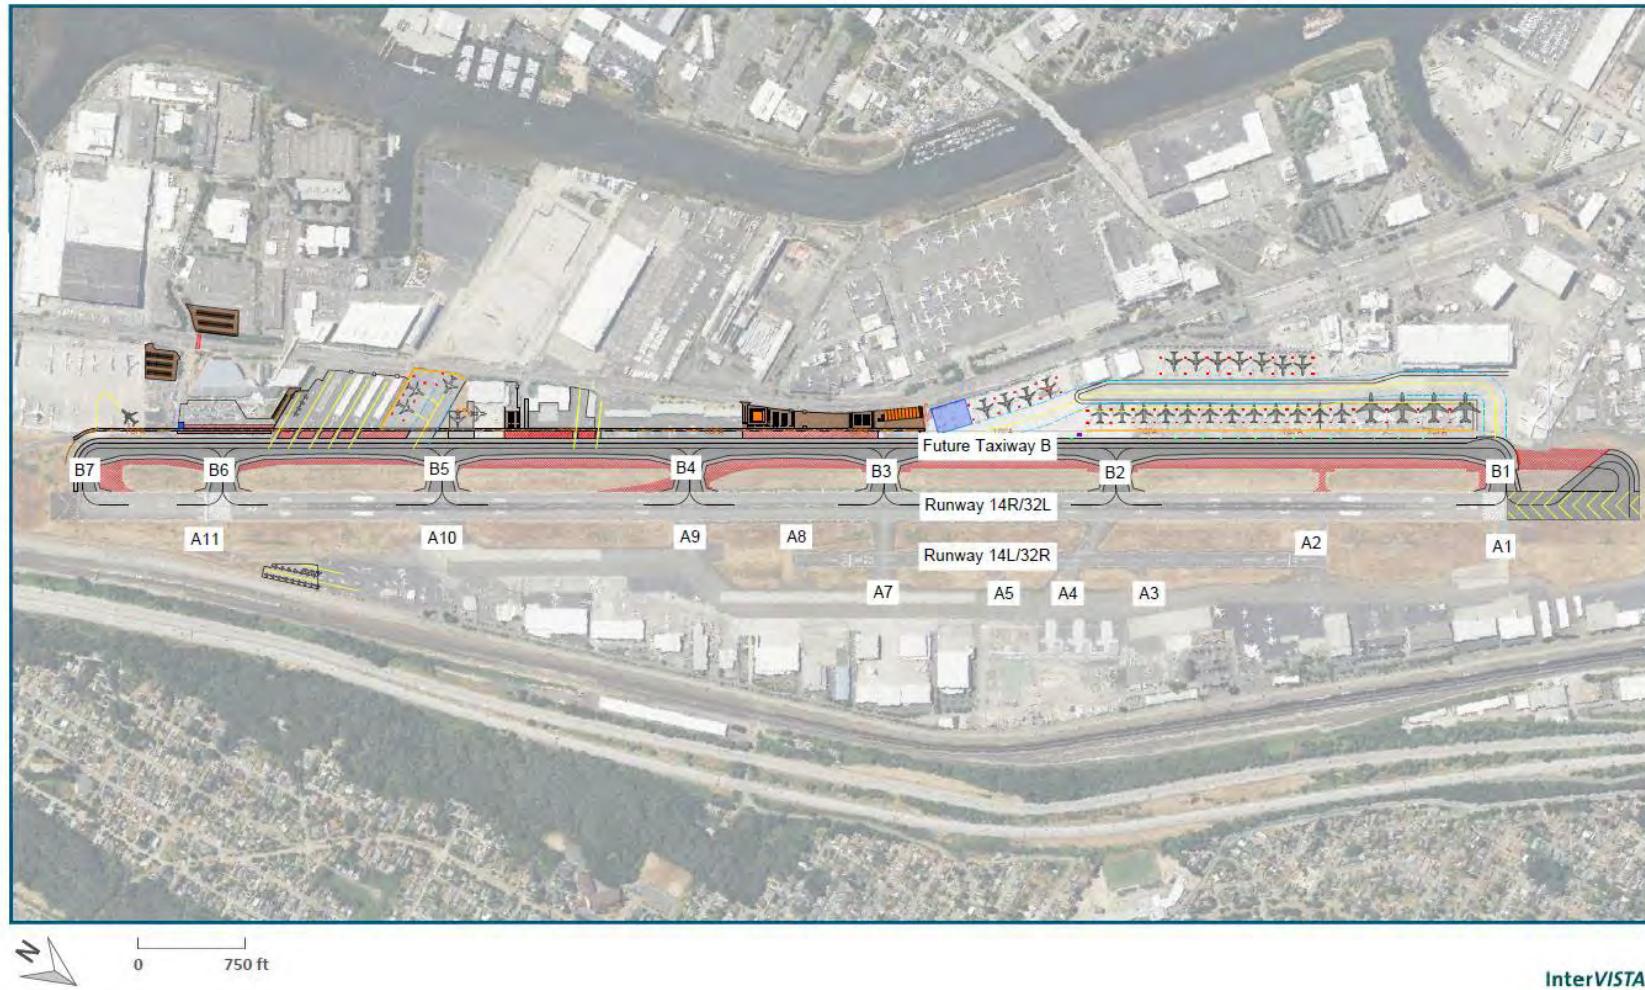 Future Taxiway B
B7
B6
B5
B4
B3
B2
B1
Runway 14R/32L
A11
A10
A9
A8
Runway 14L/32R
A2
A1
A7
A5
A4
A3
N
0
750 ft
InterVISTA